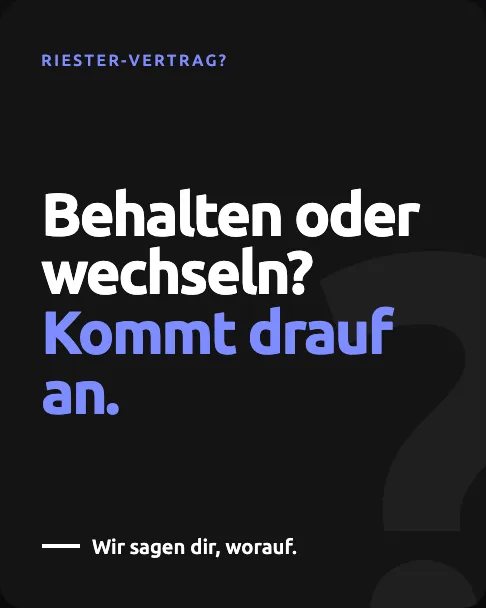 RIESTER-VERTRAG?
Behalten oder
wechseln?
Kommt drauf
an.
Wir sagen dir, worauf.